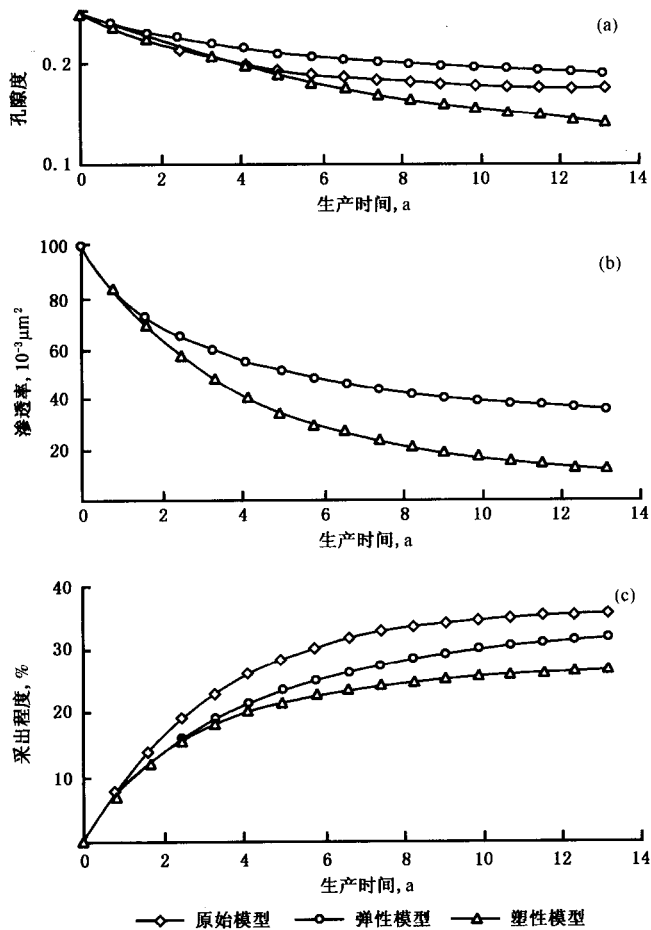 (a)
0.2
孔隙度
0.1
0 2 4 6 8 10 12 14
生产时间, a
(b)
100
80
60
40
20
渗透率, 10⁻³μm²
0 2 4 6 8 10 12 14
生产时间, a
(c)
40
30
20
10
采出程度, %
0 2 4 6 8 10 12 14
生产时间, a
原始模型 弹性模型 塑性模型